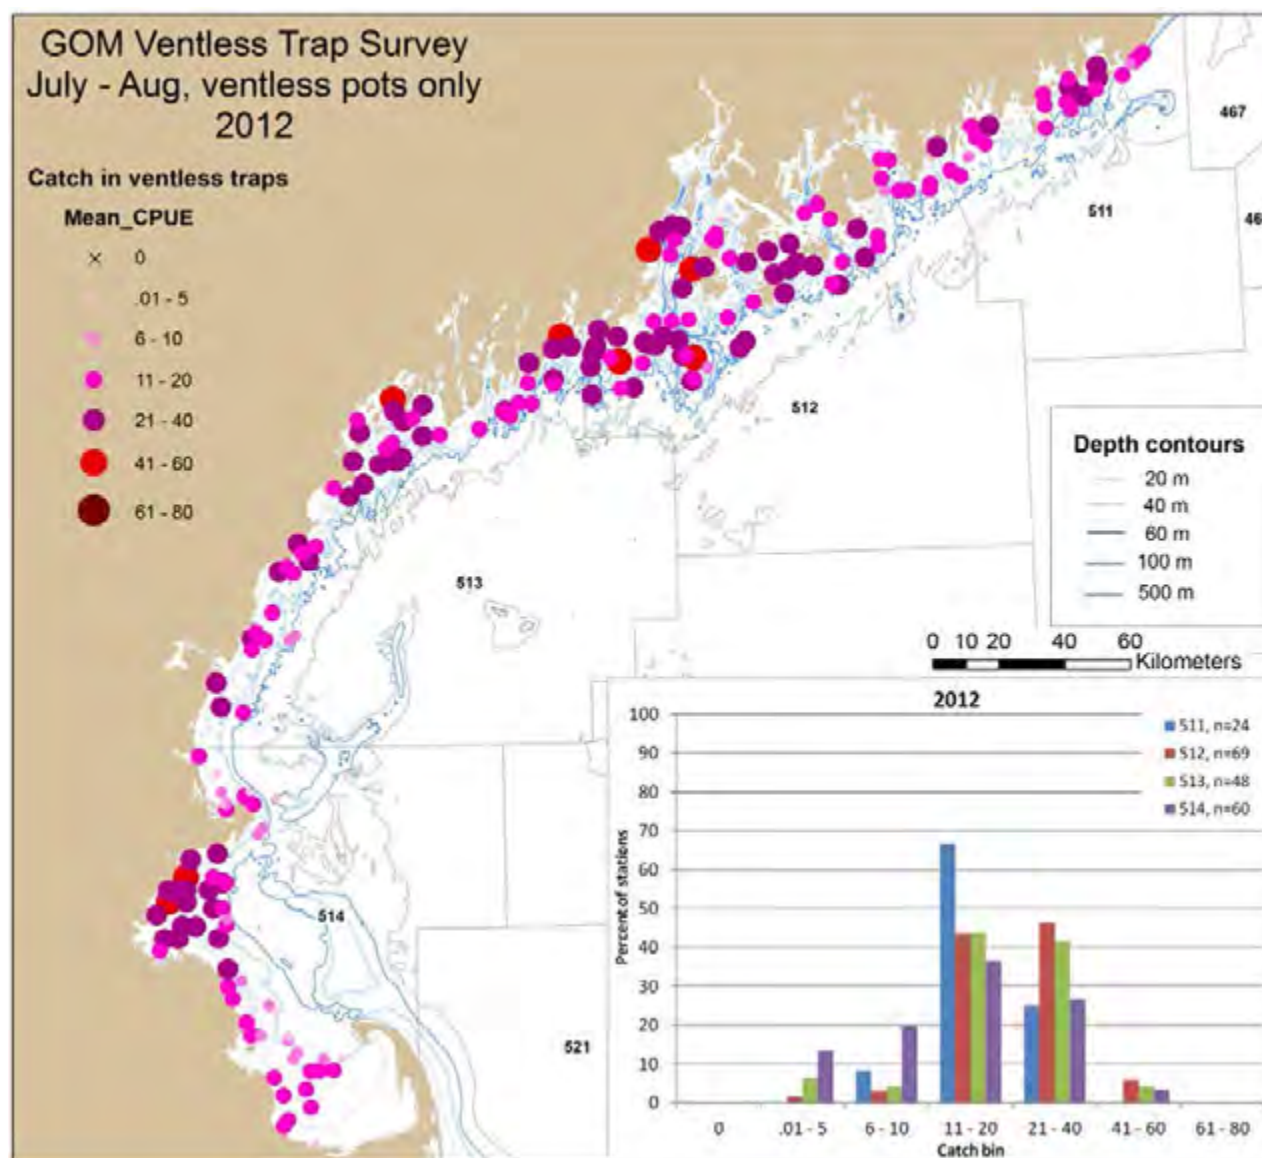 GOM Ventless Trap Survey
July - Aug, ventless pots only
2012
Catch in ventless traps
Mean_CPUE
0
.01 - 5
6 - 10
11 - 20
21 - 40
41 - 60
61 - 80
467
511
46
512
513
514
521
Depth contours
20 m
40 m
60 m
100 m
500 m
0 10 20 40 60
Kilometers
2012
100
90
80
70
60
50
40
30
20
10
0
Percent of stations
511, n=24
512, n=69
513, n=48
514, n=60
0 .01 - 5 6 - 10 11 - 20 21 - 40 41 - 60 61 - 80
Catch bin